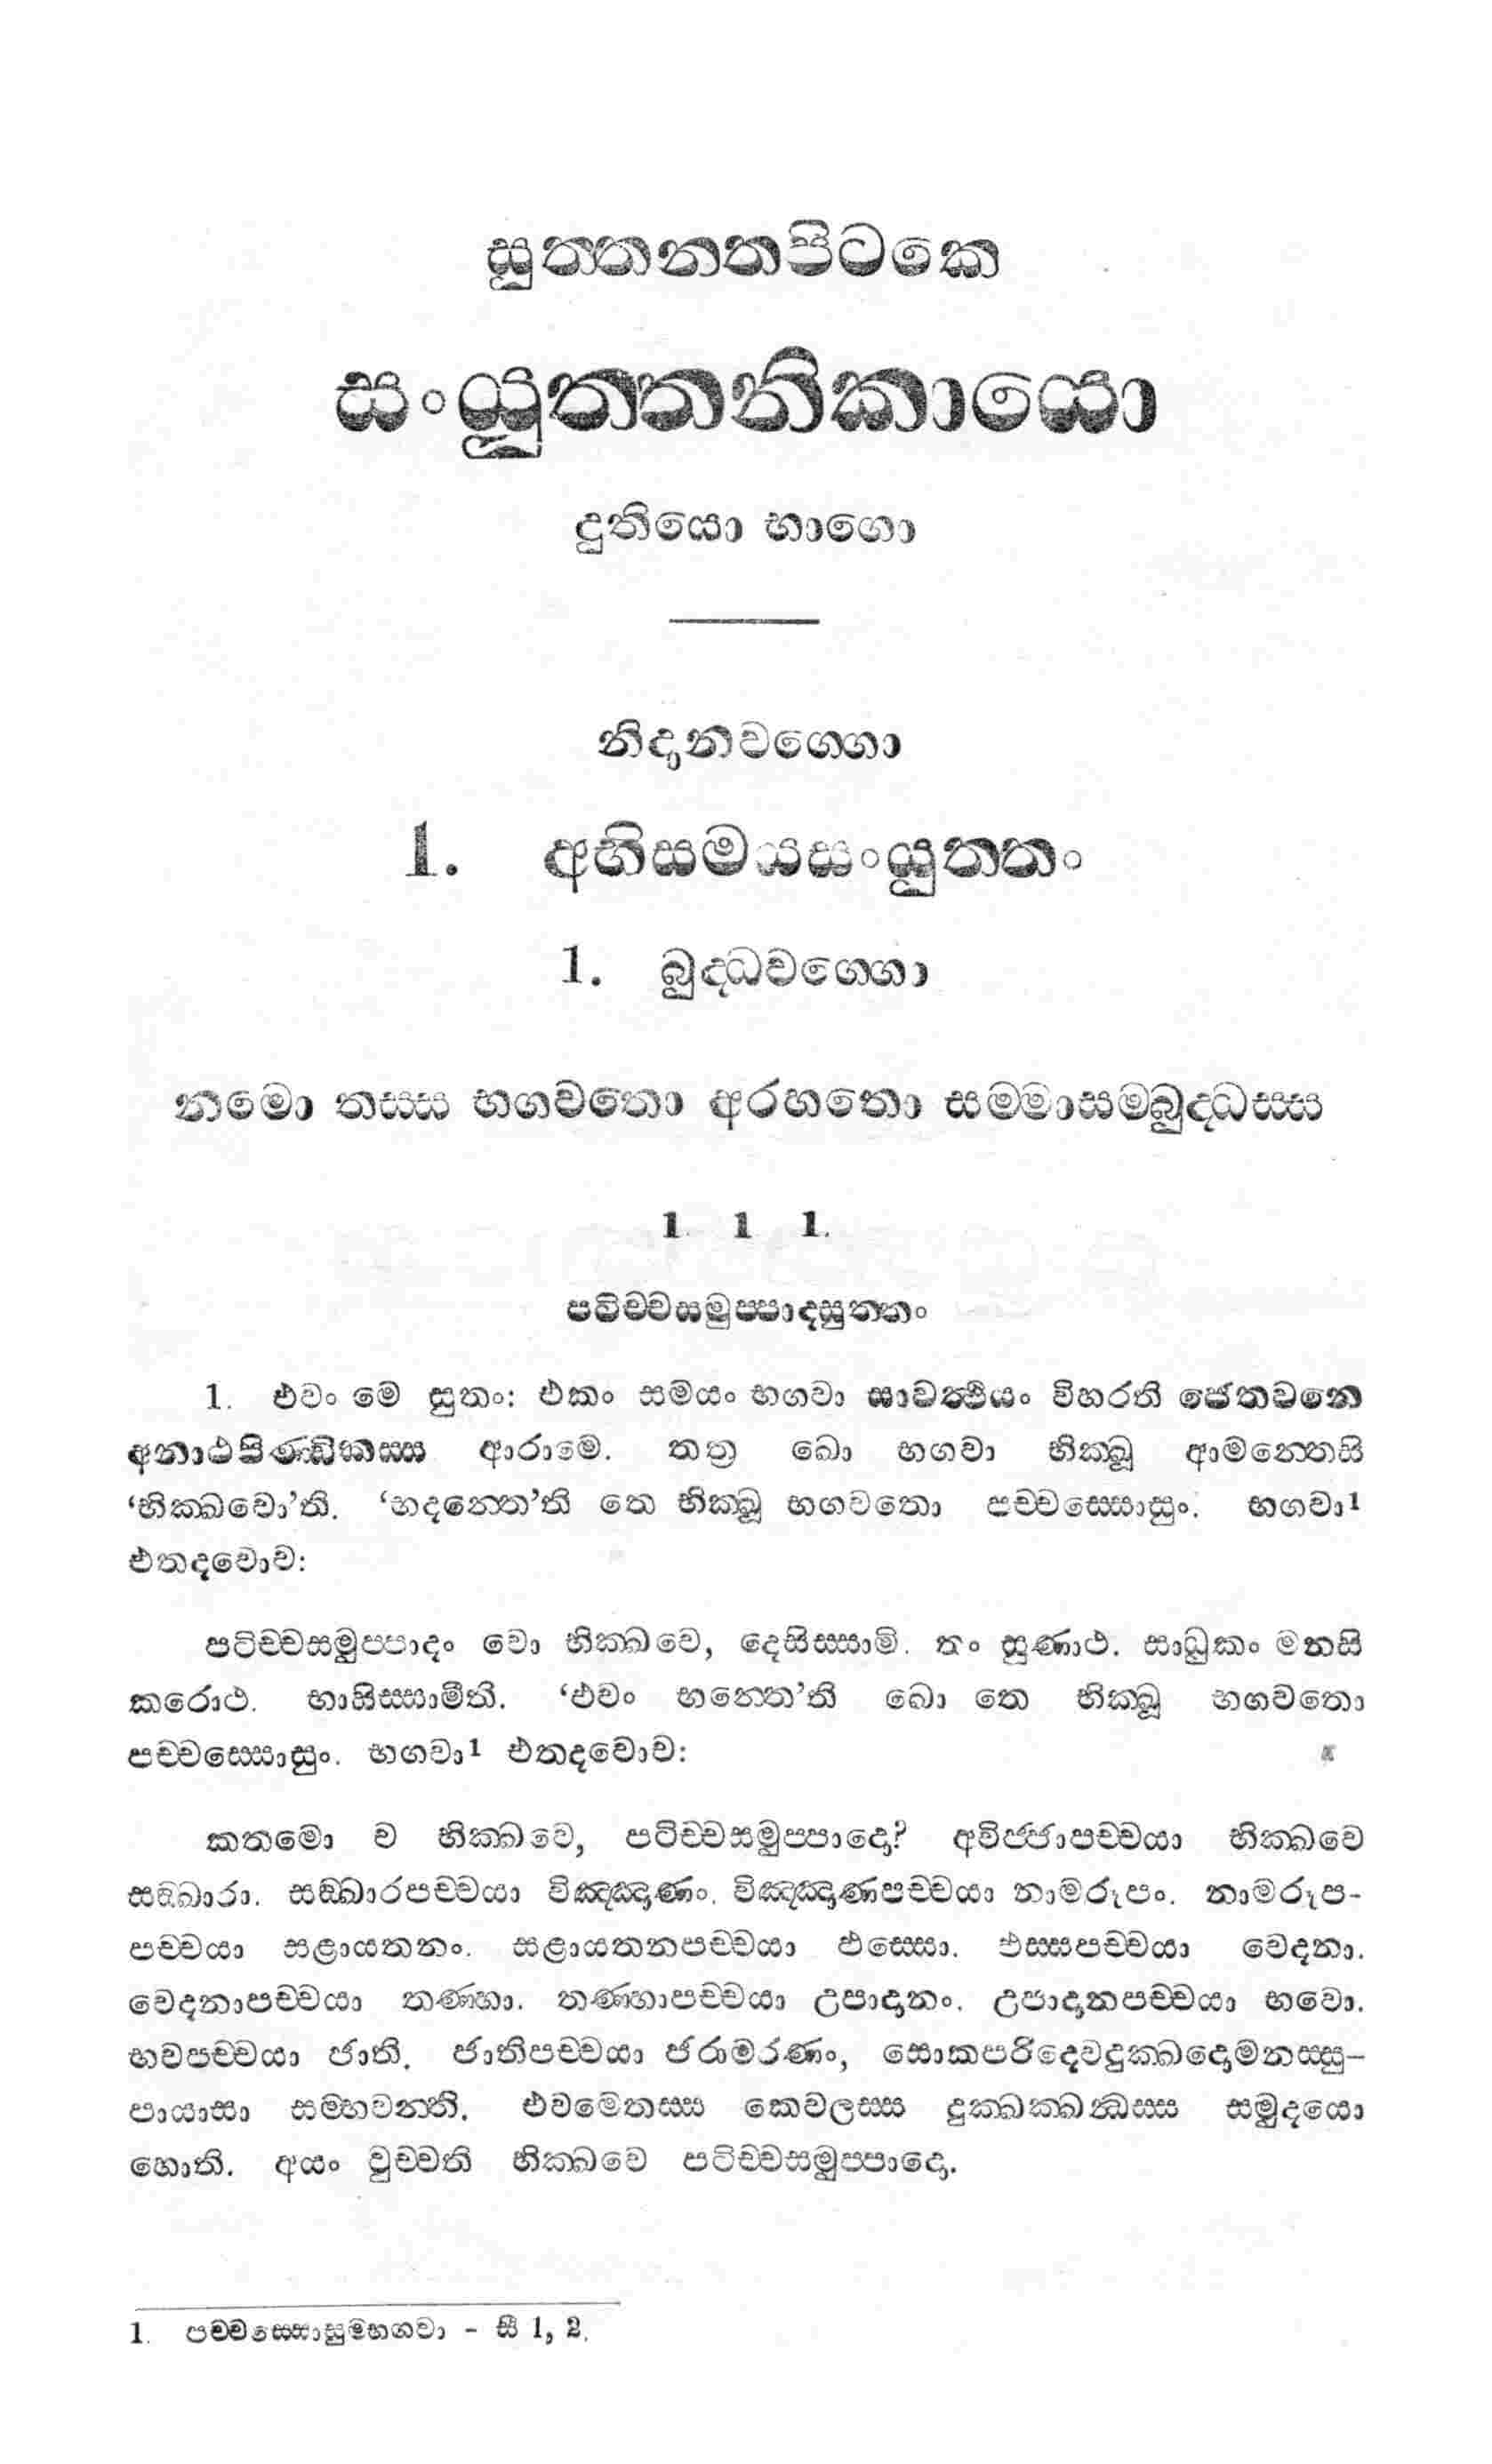 සුත්තන්තපිටකෙ
සංයුත්තනිකායො
දුතියො භාගො
නිදානවග්ගො
1. අභිසමයසංයුත්තං
1. බුද්ධවග්ගො
නමො තස්ස භගවතො අරහතො සම්මාසම්බුද්ධස්ස
1. 1. 1.
පටිච්චසමුප්පාදසුත්තං
1. එවං මෙ සුතං: එකං සමයං භගවා සාවත්ථියං විහරති ජේතවනෙ
අනාථපිණ්ඩිකස්ස ආරාමෙ. තත්‍ර ඛො භගවා භික්ඛූ ආමන්තෙසි
‘භික්ඛවො’ති. ‘භදන්තෙ’ති තෙ භික්ඛූ භගවතො පච්චස්සොසුං. භගවා1
එතදවොච:
පටිච්චසමුප්පාදං වො භික්ඛවෙ, දෙසිස්සාමි. තං සුණාථ. සාධුකං මනසි
කරොථ. භාසිස්සාමීති. ‘එවං භන්තෙ’ති ඛො තෙ භික්ඛූ භගවතො
පච්චස්සොසුං. භගවා1 එතදවොච:
කතමො ච භික්ඛවෙ, පටිච්චසමුප්පාදො? අවිජ්ජාපච්චයා භික්ඛවෙ
සඞ්ඛාරා. සඞ්ඛාරපච්චයා විඤ්ඤාණං. විඤ්ඤාණපච්චයා නාමරූපං. නාමරූප-
පච්චයා සළායතනං. සළායතනපච්චයා ඵස්සො. ඵස්සපච්චයා වෙදනා.
වෙදනාපච්චයා තණ්හා. තණ්හාපච්චයා උපාදානං. උපාදානපච්චයා භවො.
භවපච්චයා ජාති. ජාතිපච්චයා ජරාමරණං, සොකපරිදෙවදුක්ඛදොමනස්සු-
පායාසා සම්භවන්ති. එවමෙතස්ස කෙවලස්ස දුක්ඛක්ඛන්ධස්ස සමුදයො
හොති. අයං වුච්චති භික්ඛවෙ පටිච්චසමුප්පාදො.
1. පච්චස්සොසුම්භගවා - සී 1, 2.